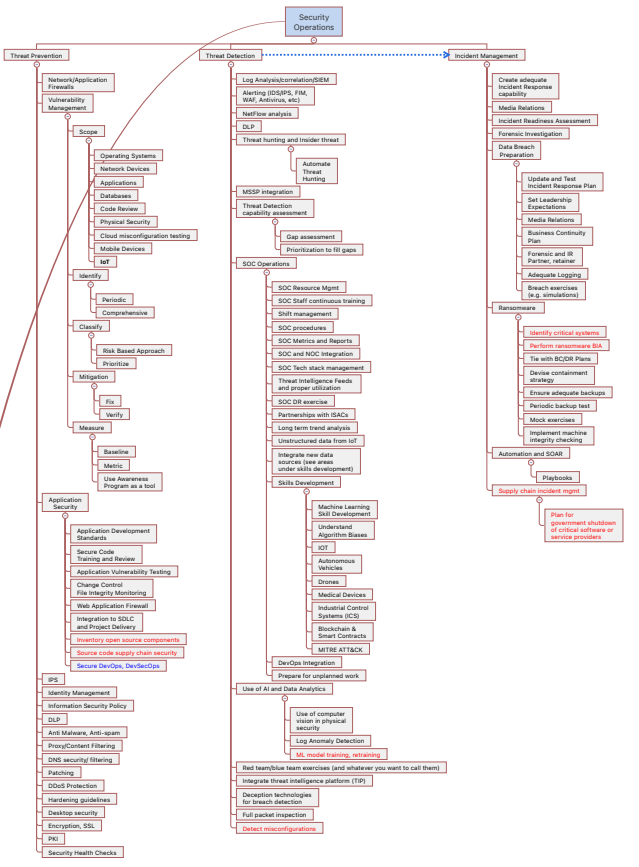 Security
Operations
Threat Prevention
Network/Application
Firewalls
Vulnerability
Management
Scope
Operating Systems
Network Devices
Applications
Databases
Code Review
Physical Security
Cloud misconfiguration testing
Mobile Devices
IoT
Identify
Periodic
Comprehensive
Classify
Risk Based Approach
Prioritize
Mitigation
Fix
Verify
Measure
Baseline
Metric
Use Awareness
Program as a tool
Application
Security
Application Development
Standards
Secure Code
Training and Review
Application Vulnerability Testing
Change Control
File Integrity Monitoring
Web Application Firewall
Integration to SDLC
and Project Delivery
Inventory open source components
Source code supply chain security
Secure DevOps, DevSecOps
IPS
Identity Management
Information Security Policy
DLP
Anti Malware, Anti-spam
Proxy/Content Filtering
DNS security/ filtering
Patching
DDoS Protection
Hardening guidelines
Desktop security
Encryption, SSL
PKI
Security Health Checks
Threat Detection
Log Analysis/correlation/SIEM
Alerting (IDS/IPS, FIM,
WAF, Antivirus, etc)
NetFlow analysis
DLP
Threat hunting and Insider threat
Automate
Threat
Hunting
MSSP integration
Threat Detection
capability assessment
Gap assessment
Prioritization to fill gaps
SOC Operations
SOC Resource Mgmt
SOC Staff continuous training
Shift management
SOC procedures
SOC Metrics and Reports
SOC and NOC Integration
SOC Tech stack management
Threat Intelligence Feeds
and proper utilization
SOC DR exercise
Partnerships with ISACs
Long term trend analysis
Unstructured data from IoT
Integrate new data
sources (see areas
under skills development)
Skills Development
Machine Learning
Skill Development
Understand
Algorithm Biases
IOT
Autonomous
Vehicles
Drones
Medical Devices
Industrial Control
Systems (ICS)
Blockchain &
Smart Contracts
MITRE ATT&CK
DevOps Integration
Prepare for unplanned work
Use of AI and Data Analytics
Use of computer
vision in physical
security
Log Anomaly Detection
ML model training, retraining
Red team/blue team exercises (and whatever you want to call them)
Integrate threat intelligence platform (TIP)
Deception technologies
for breach detection
Full packet inspection
Detect misconfigurations
Incident Management
Create adequate
Incident Response
capability
Media Relations
Incident Readiness Assessment
Forensic Investigation
Data Breach
Preparation
Update and Test
Incident Response Plan
Set Leadership
Expectations
Media Relations
Business Continuity
Plan
Forensic and IR
Partner, retainer
Adequate Logging
Breach exercises
(e.g. simulations)
Ransomware
Identify critical systems
Perform ransomware BIA
Tie with BC/DR Plans
Devise containment
strategy
Ensure adequate backups
Periodic backup test
Mock exercises
Implement machine
integrity checking
Automation and SOAR
Playbooks
Supply chain incident mgmt
Plan for
government shutdown
of critical software or
service providers